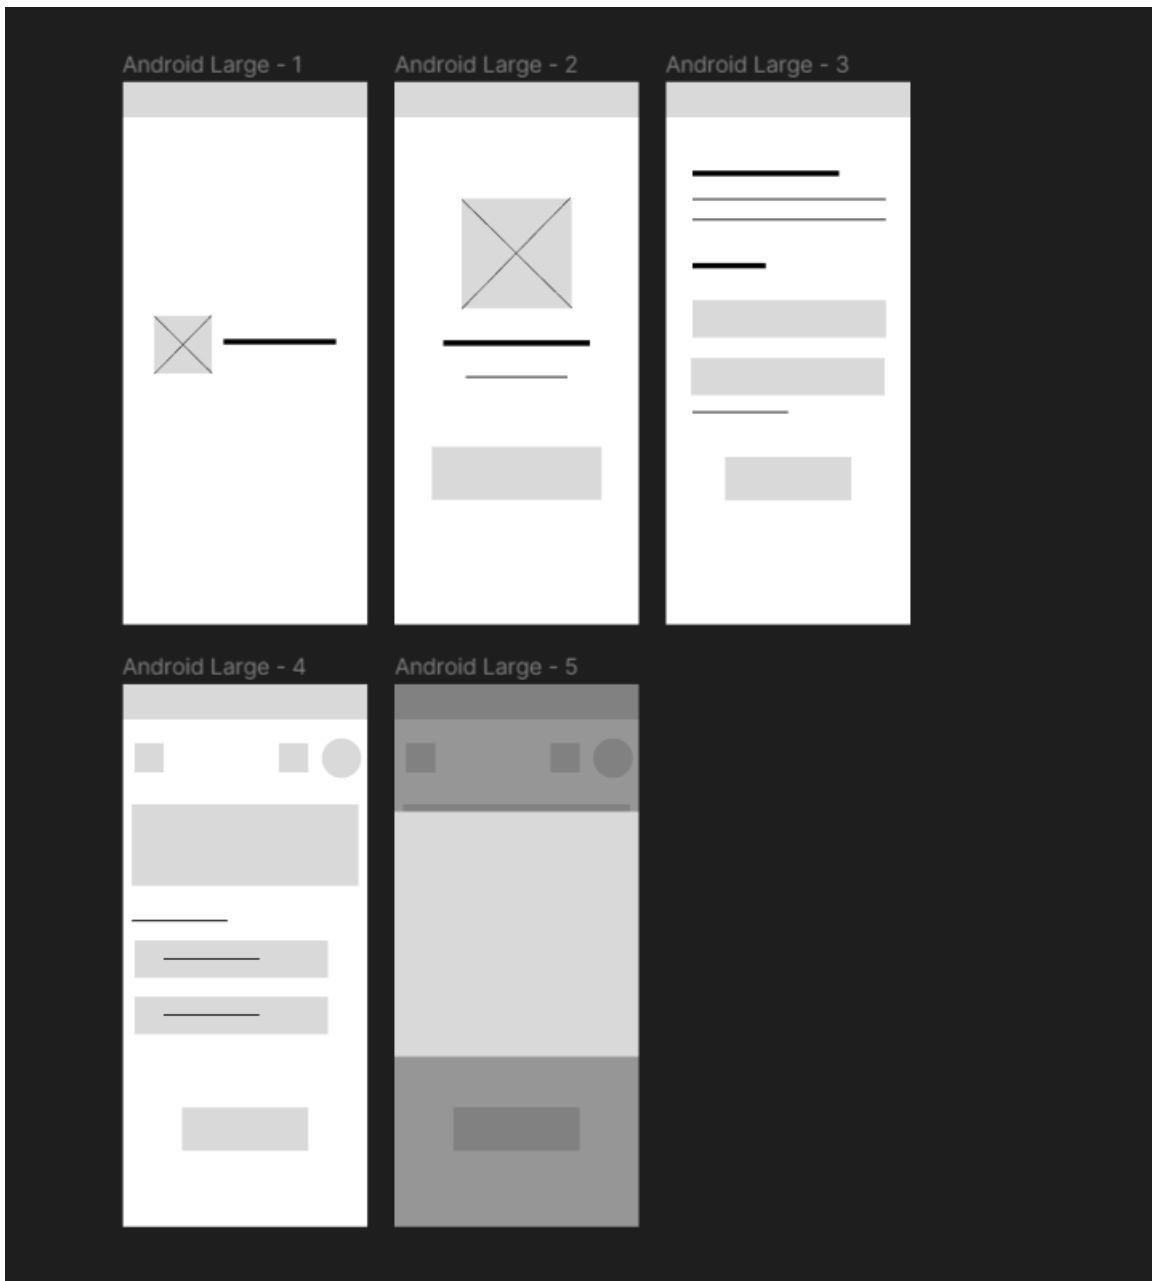 Android Large - 1
Android Large - 2
Android Large - 3
Android Large - 4
Android Large - 5